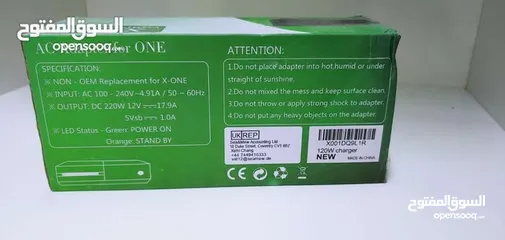 السوق المفتوح
opensooq.com
AC Adapter for ONE
SPECIFICATION:
※ NON - OEM Replacement for X-ONE
※ INPUT: AC 100 - 240V~4.91A / 50 ~ 60Hz
※ OUTPUT: DC 220W 12V⎓17.9A
5Vsb ⎓ 1.0A
※ LED Status - Green: POWER ON
Orange: STAND BY
ATTENTION:
1.Do not place adapter into hot,humid or under
straight of sunshine.
2.Do not mixed the mess and keep surface clean.
3.Do not throw or apply strong shock to adapter.
4.Do not put any heavy objects on the adapter.
UK REP
X001DQ9L1R
120W charger
NEW
MADE IN CHINA
السوق المفتوح
opensooq.com
السوق المفتوح
opensooq.com